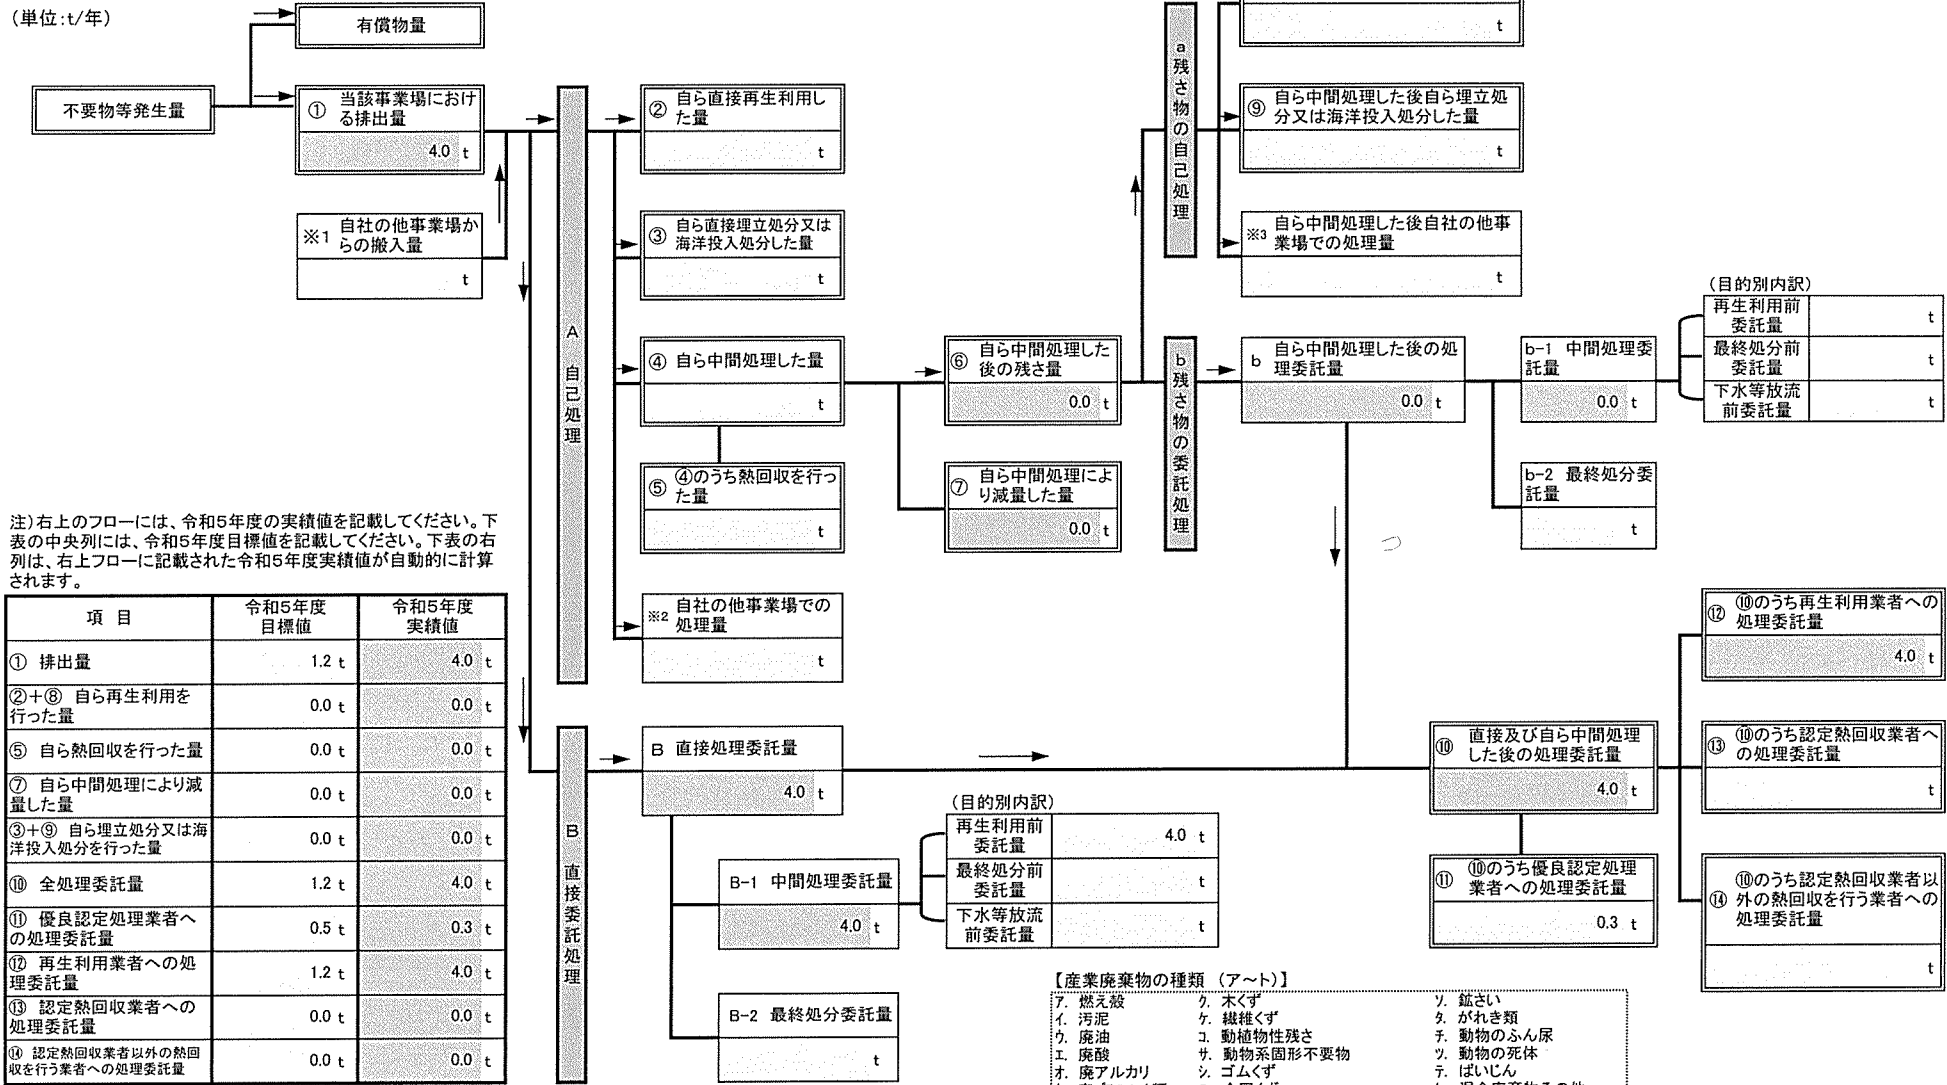 (単位:t/年)
有償物量
不要物等発生量
① 当該事業場におけ
る排出量
4.0 t
※1 自社の他事業場か
らの搬入量
t
A 自己処理
② 自ら直接再生利用し
た量
t
③ 自ら直接埋立処分又は
海洋投入処分した量
t
④ 自ら中間処理した量
t
⑤ ④のうち熱回収を行っ
た量
t
※2 自社の他事業場での
処理量
t
⑥ 自ら中間処理した
後の残さ量
0.0 t
⑦ 自ら中間処理によ
り減量した量
0.0 t
a 残さ物の自己処理
t
⑨ 自ら中間処理した後自ら埋立処
分又は海洋投入処分した量
t
※3 自ら中間処理した後自社の他事
業場での処理量
t
b 残さ物の委託処理
b 自ら中間処理した後の処
理委託量
0.0 t
b-1 中間処理委
託量
0.0 t
b-2 最終処分委
託量
t
(目的別内訳)
再生利用前
委託量
t
最終処分前
委託量
t
下水等放流
前委託量
t
注)右上のフローには、令和5年度の実績値を記載してください。下
表の中央列には、令和5年度目標値を記載してください。下表の右
列は、右上フローに記載された令和5年度実績値が自動的に計算
されます。
項 目 令和5年度
目標値 令和5年度
実績値
① 排出量 1.2 t 4.0 t
②+⑧ 自ら再生利用を
行った量 0.0 t 0.0 t
⑤ 自ら熱回収を行った量 0.0 t 0.0 t
⑦ 自ら中間処理により減
量した量 0.0 t 0.0 t
③+⑨ 自ら埋立処分又は海
洋投入処分を行った量 0.0 t 0.0 t
⑩ 全処理委託量 1.2 t 4.0 t
⑪ 優良認定処理業者へ
の処理委託量 0.5 t 0.3 t
⑫ 再生利用業者への処
理委託量 1.2 t 4.0 t
⑬ 認定熱回収業者への
処理委託量 0.0 t 0.0 t
⑭ 認定熱回収業者以外の熱回
収を行う業者への処理委託量 0.0 t 0.0 t
B 直接委託処理
B 直接処理委託量
4.0 t
B-1 中間処理委託量
4.0 t
B-2 最終処分委託量
t
(目的別内訳)
再生利用前
委託量
4.0 t
最終処分前
委託量
t
下水等放流
前委託量
t
⑩ 直接及び自ら中間処理
した後の処理委託量
4.0 t
⑪ ⑩のうち優良認定処理
業者への処理委託量
0.3 t
⑫ ⑩のうち再生利用業者への
処理委託量
4.0 t
⑬ ⑩のうち認定熱回収業者へ
の処理委託量
t
⑭ ⑩のうち認定熱回収業者以
外の熱回収を行う業者への
処理委託量
t
【産業廃棄物の種類 (ア~ト)】
ア. 燃え殻 ク. 木くず ソ. 鉱さい
イ. 汚泥 ケ. 繊維くず タ. がれき類
ウ. 廃油 コ. 動植物性残さ チ. 動物のふん尿
エ. 廃酸 サ. 動物系固形不要物 ツ. 動物の死体
オ. 廃アルカリ シ. ゴムくず テ. ばいじん